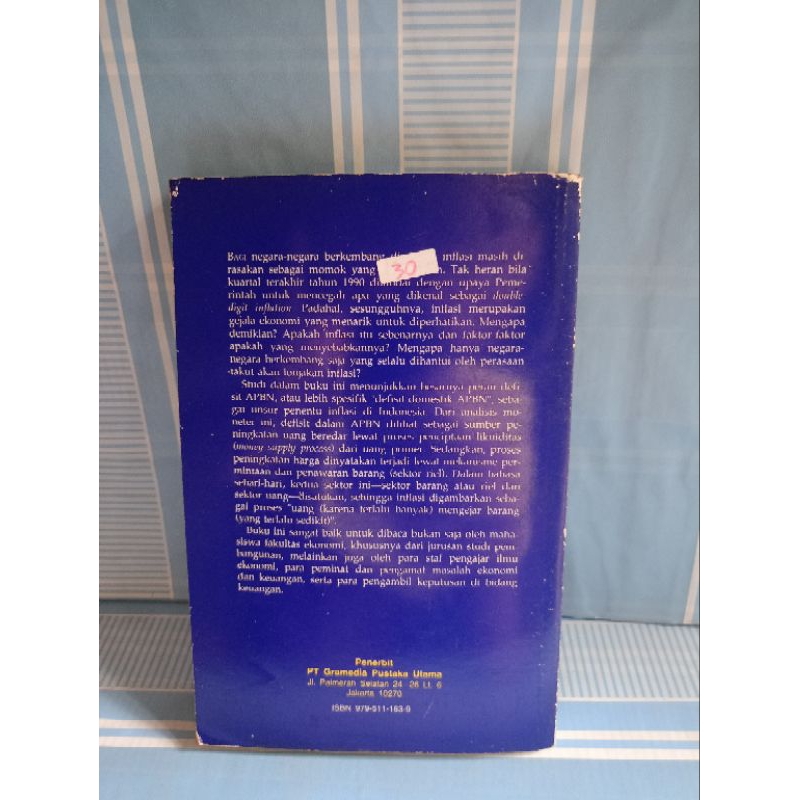 BAGI negara-negara berkembang inflasi masih di
rasakan sebagai momok yang Tak heran bila
30
kuartal terakhir tahun 1990 ditandai dengan upaya Peme-
rintah untuk mencegah apa yang dikenal sebagai double
digit inflation. Padahal, sesungguhnya, inflasi merupakan
gejala ekonomi yang menarik untuk diperhatikan. Mengapa
demikian? Apakah inflasi itu sebenarnya dan faktor-faktor
apakah yang menyebabkannya? Mengapa hanya negara-
negara berkembang saja yang selalu dihantui oleh perasaan
takut akan lonjakan inflasi?
Studi dalam buku ini menunjukkan besarnya peran defi-
sit APBN, atau lebih spesifik "defisit domestik APBN", seba-
gai unsur penentu inflasi di Indonesia. Dari analisis mo-
neter ini, defisit dalam APBN dilihat sebagai sumber pe-
ningkatan uang beredar lewat proses penciptaan likuiditas
(money supply process) dari uang primer. Sedangkan, proses
peningkatan harga dinyatakan terjadi lewat mekanisme per-
mintaan dan penawaran barang (sektor riel). Dalam bahasa
sehari-hari, kedua sektor ini—sektor barang atau riel dan
sektor uang—disatukan, sehingga inflasi digambarkan seba-
gai proses "uang (karena terlalu banyak) mengejar barang
(yang terlalu sedikit)".
Buku ini sangat baik untuk dibaca bukan saja oleh maha-
siswa fakultas ekonomi, khususnya dari jurusan studi pem-
bangunan, melainkan juga oleh para staf pengajar ilmu
ekonomi, para peminat dan pengamat masalah ekonomi
dan keuangan, serta para pengambil keputusan di bidang
keuangan.
Penerbit
PT Gramedia Pustaka Utama
Jl. Palmerah Selatan 24 - 26 Lt. 6
Jakarta 10270
ISBN 979-511-163-9